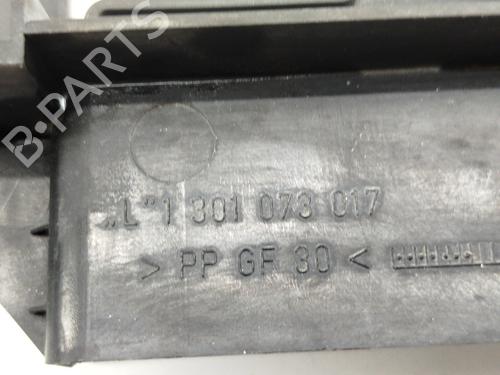 B-PARTS
„L" 1 301 073 017
> PP GF 30 <